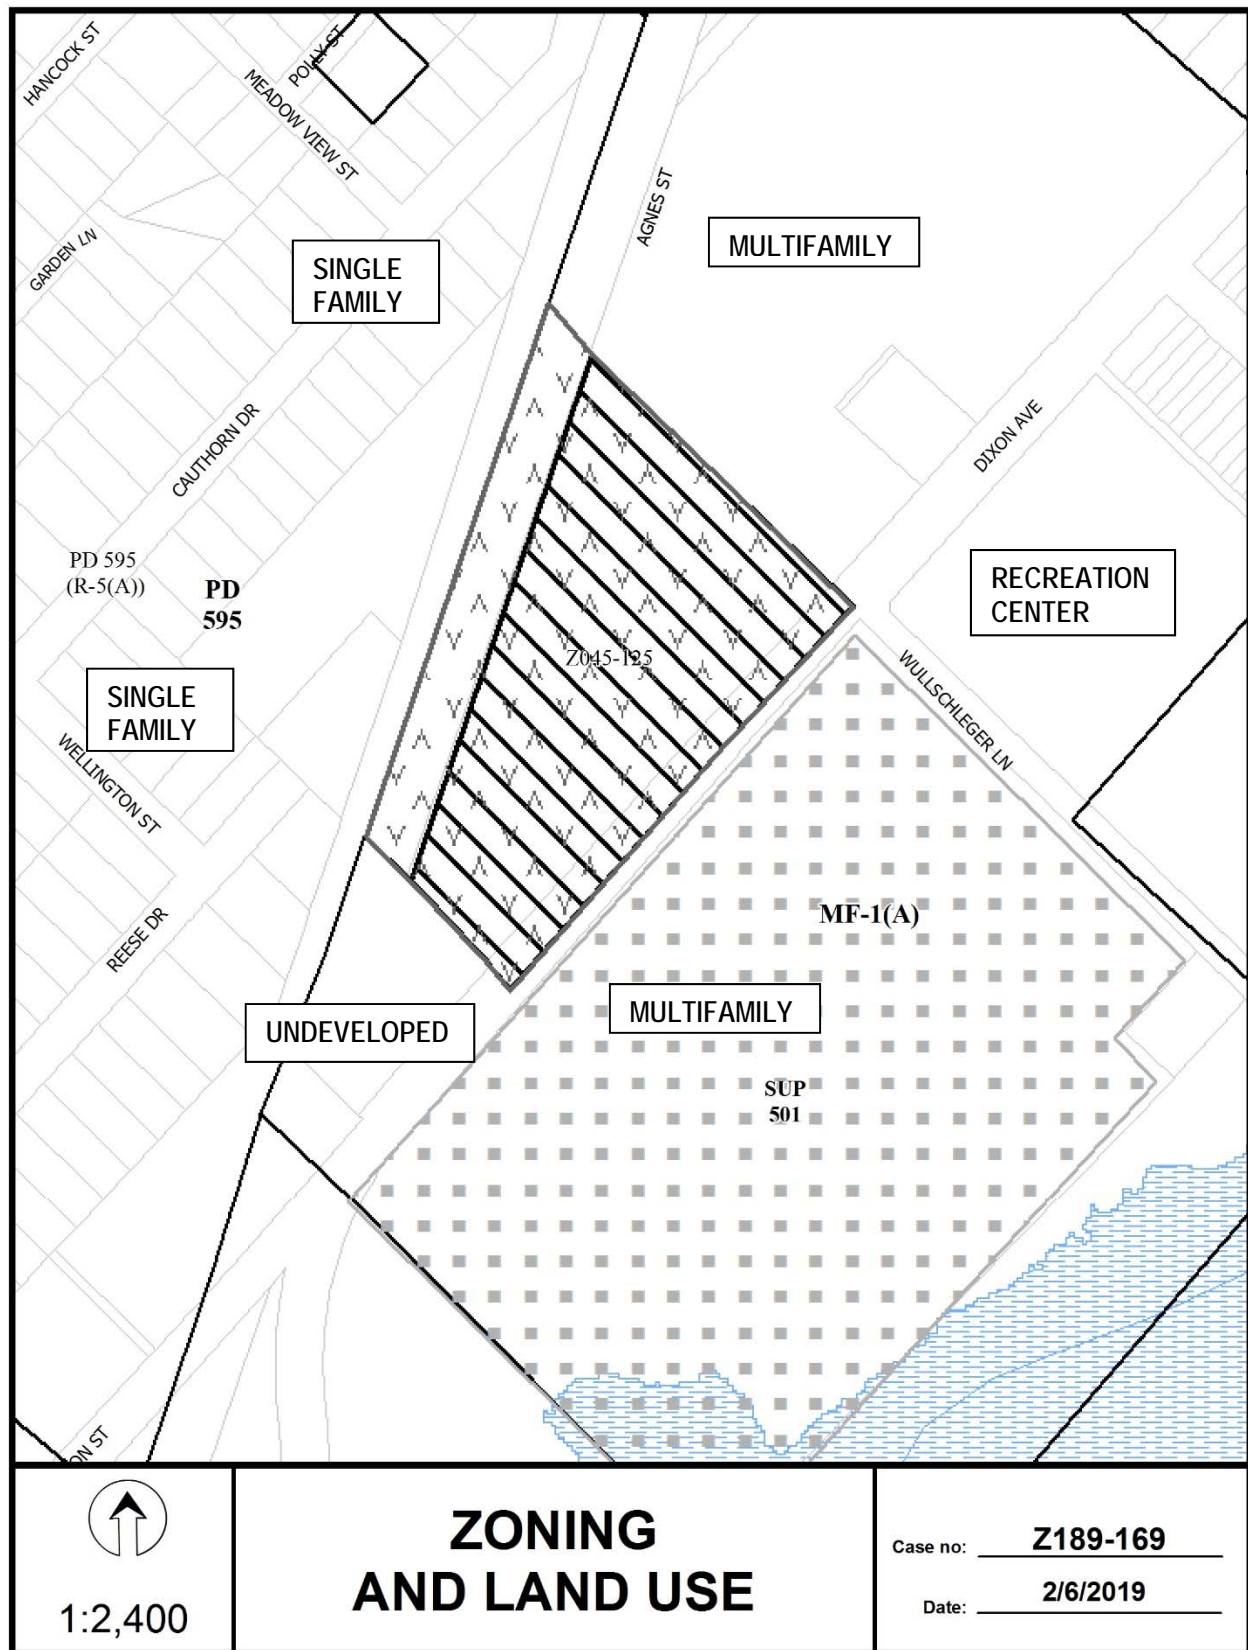 HANCOCK ST
POLLY ST
MEADOW VIEW ST
AGNES ST
GARDEN LN
SINGLE
FAMILY
MULTIFAMILY
CAUTHORN DR
DIXON AVE
PD 595
(R-5(A))
PD
595
RECREATION
CENTER
Z045-125
SINGLE
FAMILY
WULLSCHLEGER LN
WELLINGTON ST
MF-1(A)
REESE DR
UNDEVELOPED
MULTIFAMILY
SUP
501
ON ST
1:2,400
ZONING
AND LAND USE
Case no: Z189-169
Date: 2/6/2019